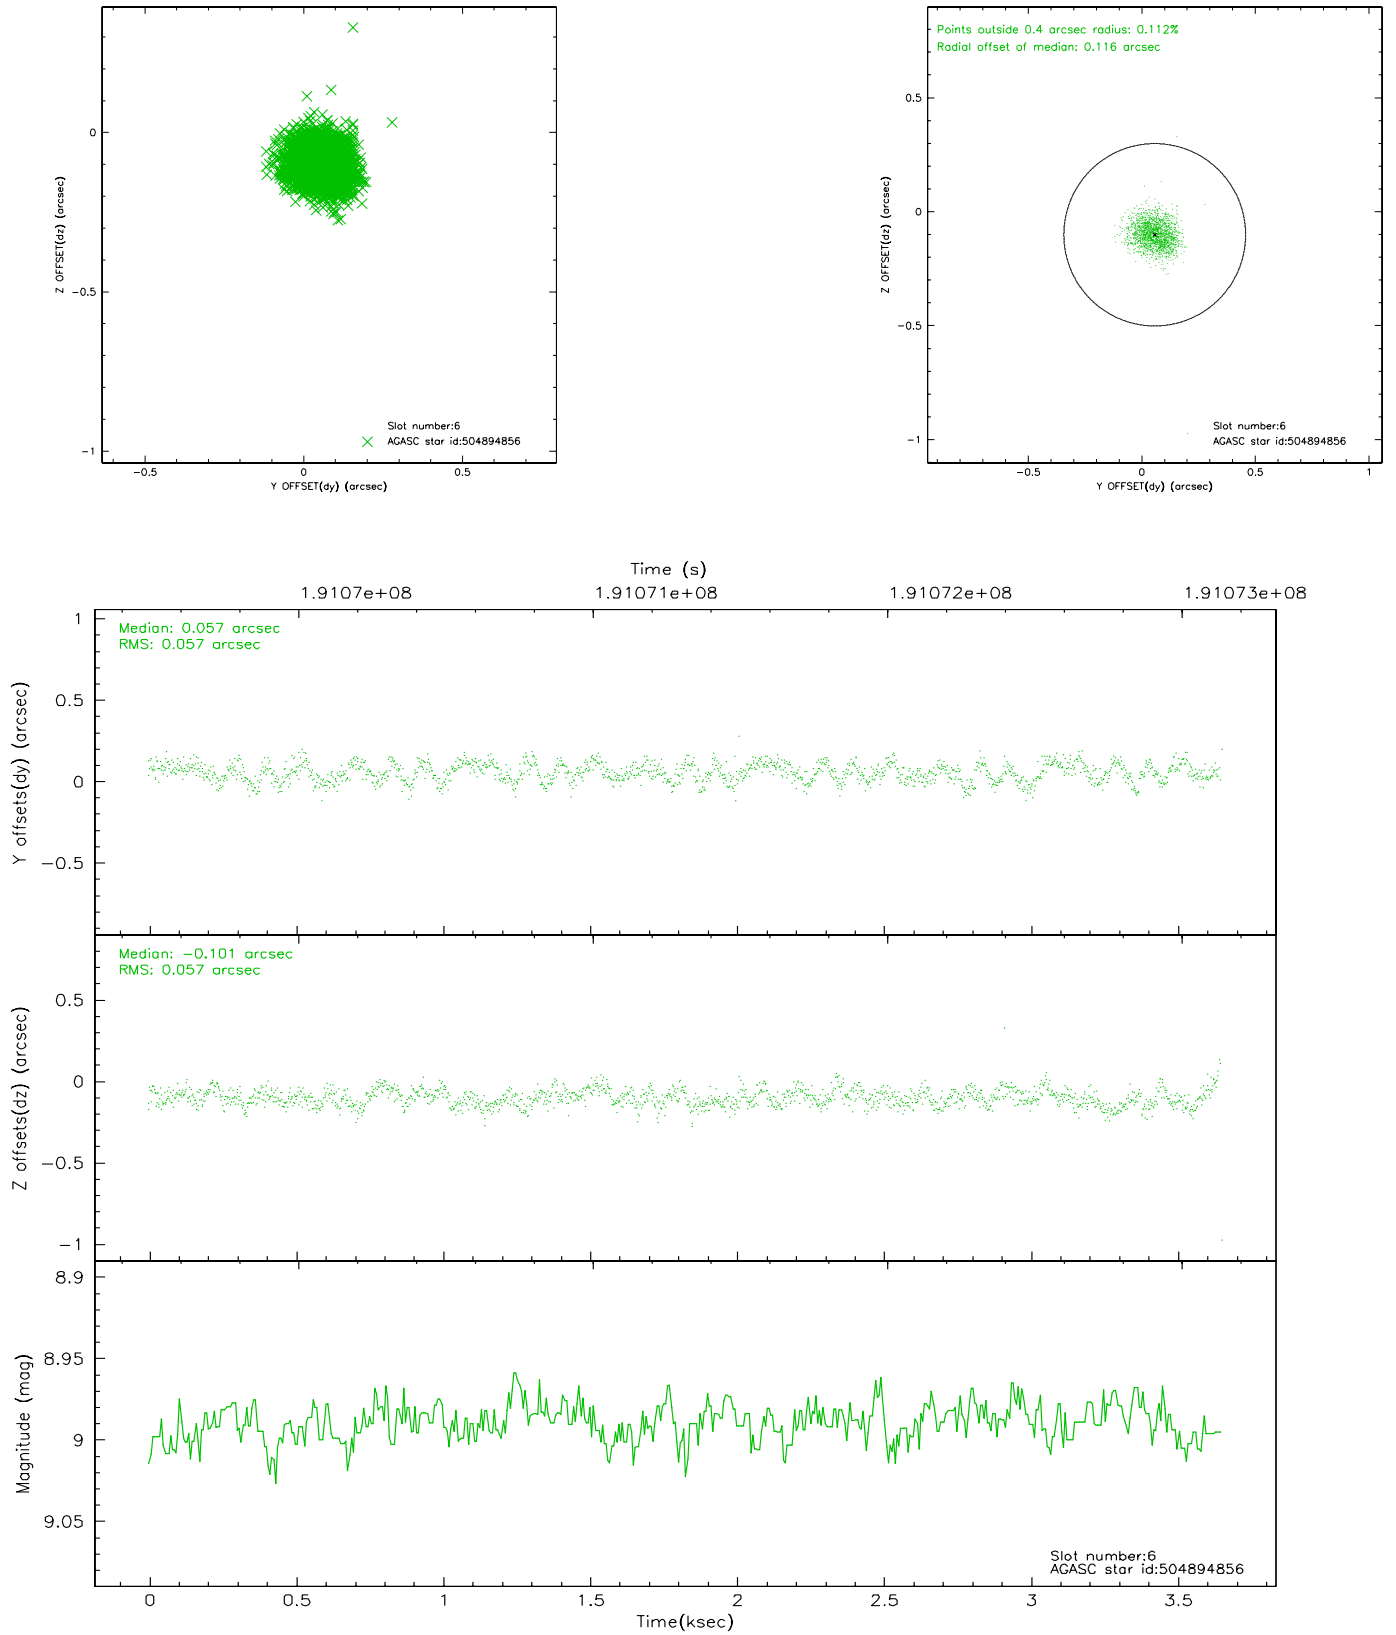 0
−0.5
−1
Z OFFSET(dz) (arcsec)
Slot number:6
AGASC star id:504894856
−0.5
0
0.5
Y OFFSET(dy) (arcsec)
Points outside 0.4 arcsec radius: 0.112%
Radial offset of median: 0.116 arcsec
0.5
0
−0.5
−1
Z OFFSET(dz) (arcsec)
Slot number:6
AGASC star id:504894856
−0.5
0
0.5
1
Y OFFSET(dy) (arcsec)
Time (s)
1.9107e+08
1.91071e+08
1.91072e+08
1.91073e+08
Median: 0.057 arcsec
RMS: 0.057 arcsec
1
0.5
0
−0.5
Y offsets(dy) (arcsec)
Median: −0.101 arcsec
RMS: 0.057 arcsec
0.5
0
−0.5
−1
Z offsets(dz) (arcsec)
8.9
8.95
9
9.05
Magnitude (mag)
Slot number:6
AGASC star id:504894856
0
0.5
1
1.5
2
2.5
3
3.5
Time(ksec)